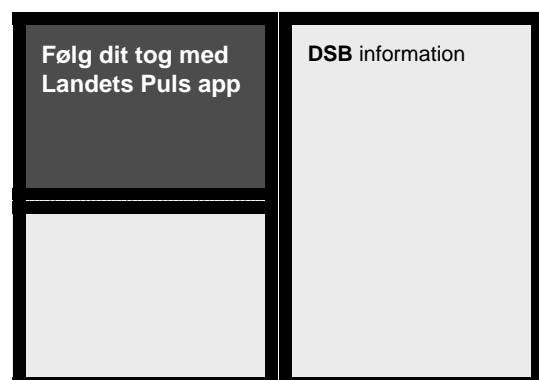 Følg dit tog med
Landets Puls app
DSB information